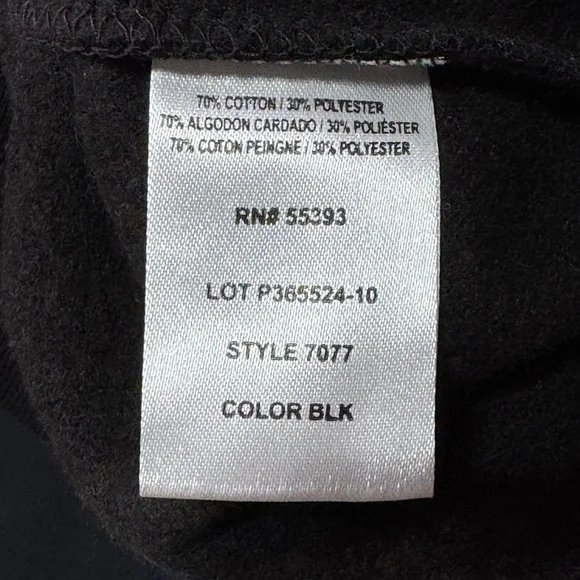 70% COTTON / 30% POLYESTER
70% ALGODON CARDADO / 30% POLIÉSTER
70% COTON PEINGNE / 30% POLYESTER
RN# 55393
LOT P365524-10
STYLE 7077
COLOR BLK